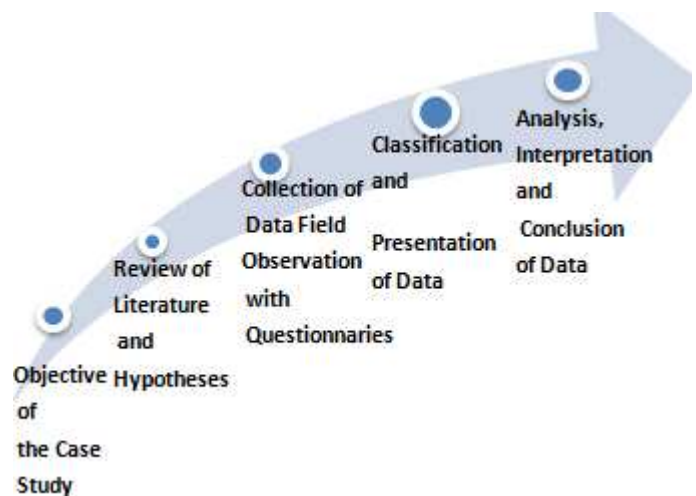 Objective
of
the Case
Study
Review of
Literature
and
Hypotheses
Collection of
Data Field
Observation
with
Questionnaries
Classification
and
Presentation
of Data
Analysis,
Interpretation
and
Conclusion
of Data